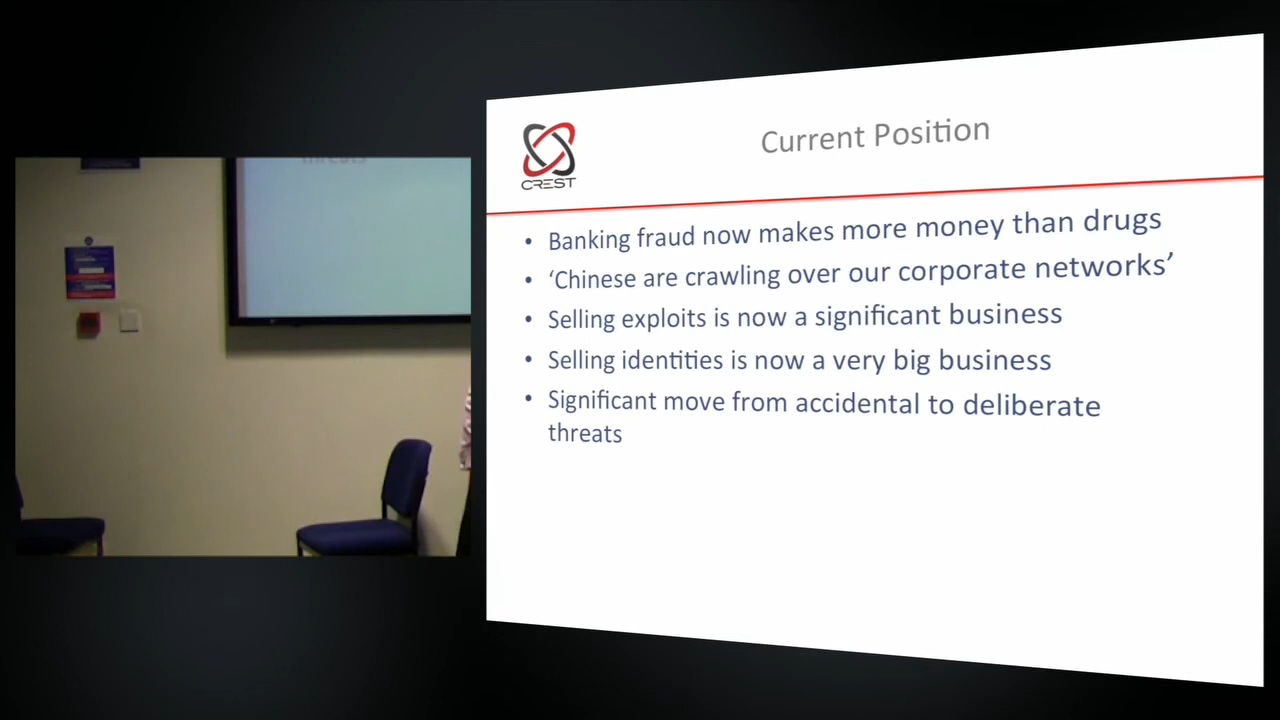 threats
CREST
Current Position
• Banking fraud now makes more money than drugs
• ‘Chinese are crawling over our corporate networks’
• Selling exploits is now a significant business
• Selling identities is now a very big business
• Significant move from accidental to deliberate
threats